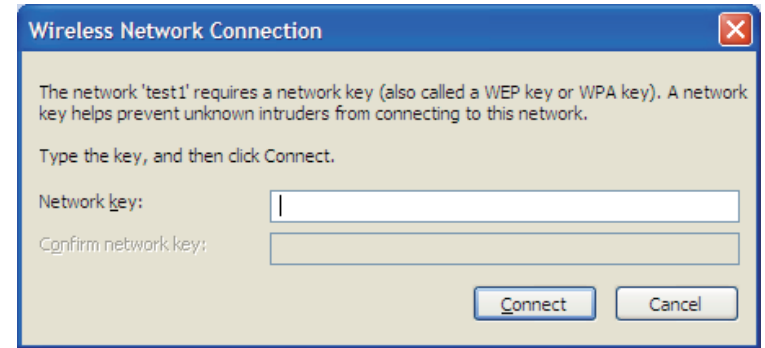 Wireless Network Connection
The network 'test1' requires a network key (also called a WEP key or WPA key). A network
key helps prevent unknown intruders from connecting to this network.
Type the key, and then click Connect.
Network key:
Confirm network key:
Connect Cancel